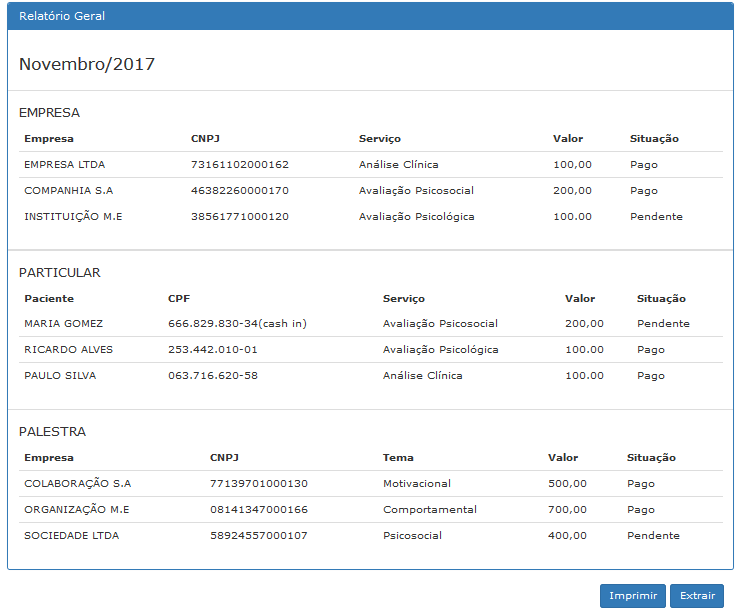 Relatório Geral
Novembro/2017
EMPRESA
Empresa CNPJ Serviço Valor Situação
EMPRESA LTDA 73161102000162 Análise Clínica 100,00 Pago
COMPANHIA S.A 46382260000170 Avaliação Psicosocial 200,00 Pago
INSTITUIÇÃO M.E 38561771000120 Avaliação Psicológica 100.00 Pendente
PARTICULAR
Paciente CPF Serviço Valor Situação
MARIA GOMEZ 666.829.830-34(cash in) Avaliação Psicosocial 200,00 Pendente
RICARDO ALVES 253.442.010-01 Avaliação Psicológica 100.00 Pago
PAULO SILVA 063.716.620-58 Análise Clínica 100.00 Pago
PALESTRA
Empresa CNPJ Tema Valor Situação
COLABORAÇÃO S.A 77139701000130 Motivacional 500,00 Pago
ORGANIZAÇÃO M.E 08141347000166 Comportamental 700,00 Pago
SOCIEDADE LTDA 58924557000107 Psicosocial 400,00 Pendente
Imprimir Extrair